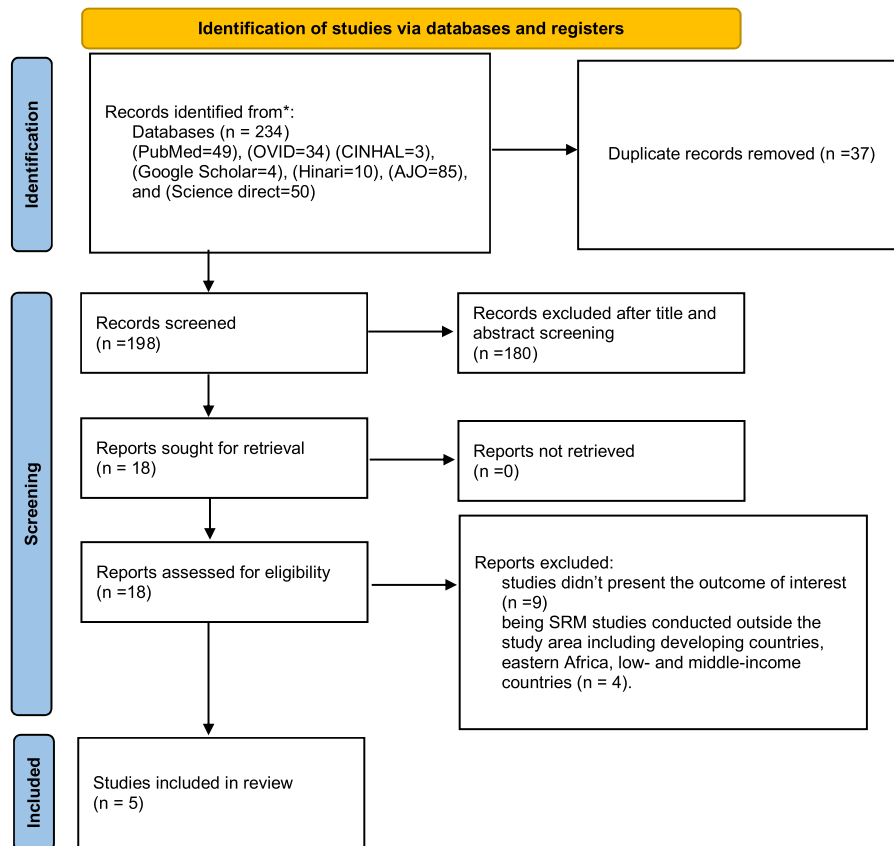 Identification of studies via databases and registers
Identification
Records identified from*:
Databases (n = 234)
(PubMed=49), (OVID=34) (CINHAL=3),
(Google Scholar=4), (Hinari=10), (AJO=85),
and (Science direct=50)
Duplicate records removed (n =37)
Screening
Records screened
(n =198)
Records excluded after title and
abstract screening
(n =180)
Reports sought for retrieval
(n = 18)
Reports not retrieved
(n =0)
Reports assessed for eligibility
(n =18)
Reports excluded:
studies didn’t present the outcome of interest
(n =9)
being SRM studies conducted outside the
study area including developing countries,
eastern Africa, low- and middle-income
countries (n = 4).
Included
Studies included in review
(n = 5)